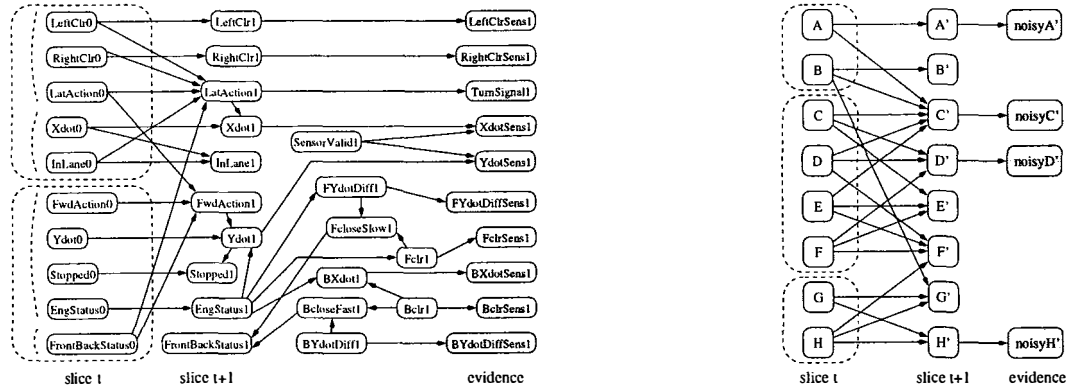 LeftClr0 LeftClr1 LeftClrSens1
RightClr0 RightClr1 RightClrSens1
LatAction0 LatAction1 TurnSignal1
Xdot0 Xdot1 XdotSens1
SensorValid1
InLane0 InLane1 YdotSens1
FwdAction0 FwdAction1 FYdotDiff1 FYdotDiffSens1
Ydot0 Ydot1 FcloseSlow1 FclrSens1
Fclr1
Stopped0 Stopped1 BXdot1 BXdotSens1
EngStatus0 EngStatus1 BcloseFast1 Bclr1 BclrSens1
FrontBackStatus0 FrontBackStatus1 BYdotDiff1 BYdotDiffSens1
slice t slice t+1 evidence
A A' noisyA'
B B'
C C' noisyC'
D D' noisyD'
E E'
F F'
G G'
H H' noisyH'
slice t slice t+1 evidence